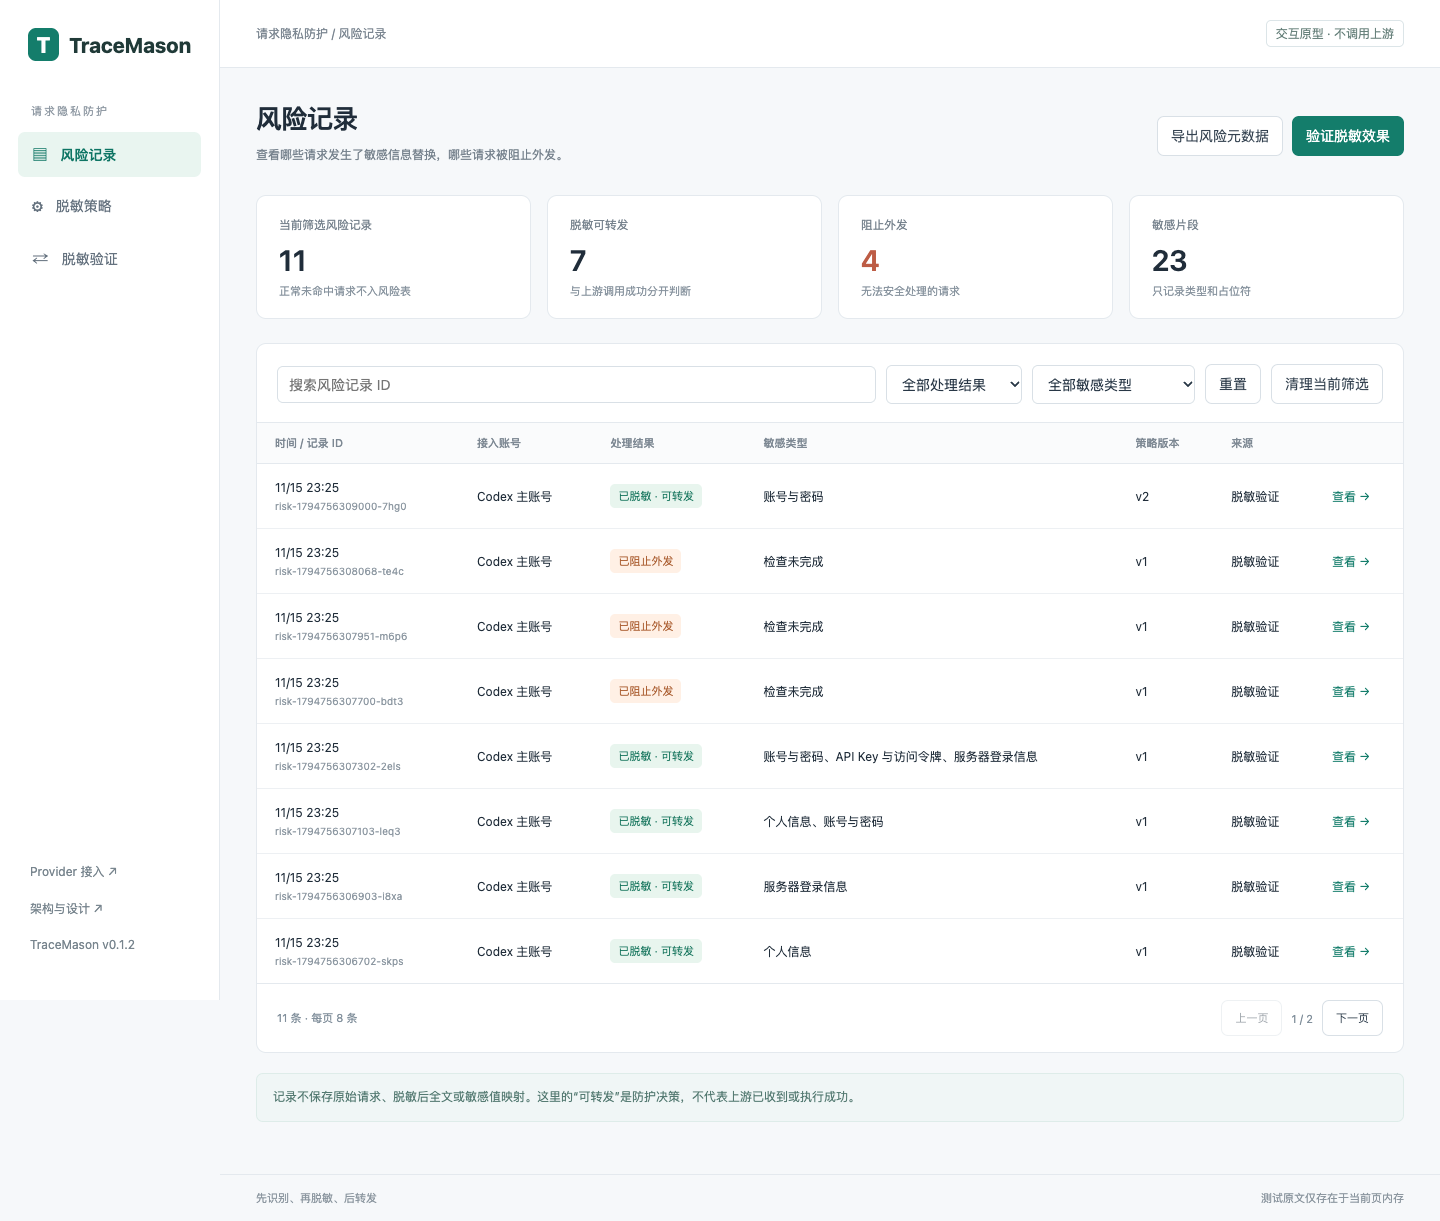 T TraceMason
请求隐私防护
风险记录
脱敏策略
脱敏验证
Provider 接入 ↗
架构与设计 ↗
TraceMason v0.1.2
请求隐私防护 / 风险记录
交互原型 · 不调用上游
风险记录
查看哪些请求发生了敏感信息替换，哪些请求被阻止外发。
导出风险元数据
验证脱敏效果
当前筛选风险记录
11
正常未命中请求不入风险表
脱敏可转发
7
与上游调用成功分开判断
阻止外发
4
无法安全处理的请求
敏感片段
23
只记录类型和占位符
搜索风险记录 ID
全部处理结果
全部敏感类型
重置
清理当前筛选
时间 / 记录 ID 接入账号 处理结果 敏感类型 策略版本 来源
11/15 23:25
risk-1794756309000-7hg0
Codex 主账号 已脱敏 · 可转发 账号与密码 v2 脱敏验证 查看 →
11/15 23:25
risk-1794756308068-te4c
Codex 主账号 已阻止外发 检查未完成 v1 脱敏验证 查看 →
11/15 23:25
risk-1794756307951-m6p6
Codex 主账号 已阻止外发 检查未完成 v1 脱敏验证 查看 →
11/15 23:25
risk-1794756307700-bdt3
Codex 主账号 已阻止外发 检查未完成 v1 脱敏验证 查看 →
11/15 23:25
risk-1794756307302-2els
Codex 主账号 已脱敏 · 可转发 账号与密码、API Key 与访问令牌、服务器登录信息 v1 脱敏验证 查看 →
11/15 23:25
risk-1794756307103-leq3
Codex 主账号 已脱敏 · 可转发 个人信息、账号与密码 v1 脱敏验证 查看 →
11/15 23:25
risk-1794756306903-l8xa
Codex 主账号 已脱敏 · 可转发 服务器登录信息 v1 脱敏验证 查看 →
11/15 23:25
risk-1794756306702-skps
Codex 主账号 已脱敏 · 可转发 个人信息 v1 脱敏验证 查看 →
11 条 · 每页 8 条
上一页 1 / 2 下一页
记录不保存原始请求、脱敏后全文或敏感值映射。这里的“可转发”是防护决策，不代表上游已收到或执行成功。
先识别、再脱敏、后转发
测试原文仅存在于当前页内存